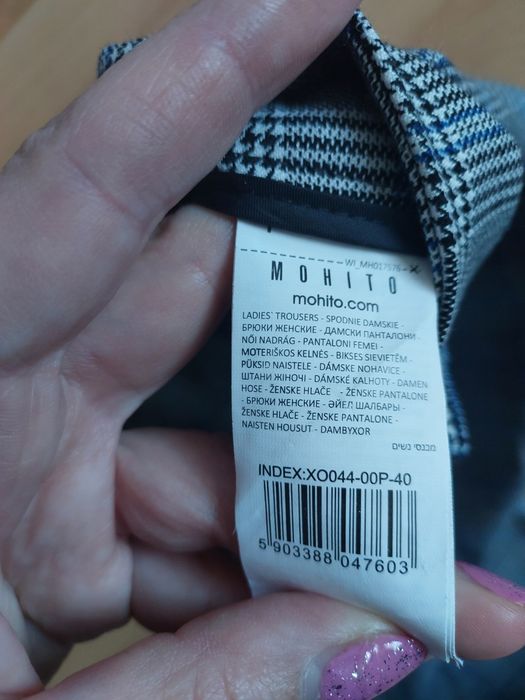 WI_MH017576
MOHITO
mohito.com
LADIES` TROUSERS - SPODNIE DAMSKIE -
БРЮКИ ЖЕНСКИЕ - ДАМСКИ ПАНТАЛОНИ -
NŐI NADRÁG - PANTALONI FEMEI -
MOTERIŠKOS KELNĖS - BIKSES SIEVIETĒM -
PÜKSID NAISTELE - DÁMSKE NOHAVICE -
ШТАНИ ЖІНОЧІ - DÁMSKÉ KALHOTY - DAMEN
HOSE - ŽENSKE HLAČE - ŽENSKE PANTALONE
- БРЮКИ ЖЕНСКИЕ - ӘЙЕЛ ШАЛБАРЫ -
ŽENSKE HLAČE - ŽENSKE PANTALONE -
NAISTEN HOUSUT - DAMBYXOR
מכנסי נשים
INDEX:XO044-00P-40
5 903388 047603